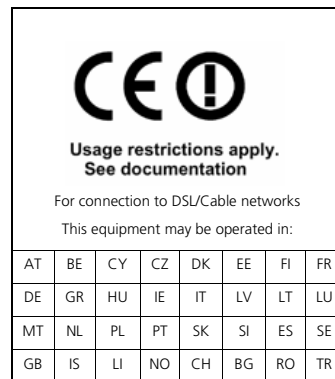 CE !
Usage restrictions apply.
See documentation
For connection to DSL/Cable networks
This equipment may be operated in:
AT BE CY CZ DK EE FI FR
DE GR HU IE IT LV LT LU
MT NL PL PT SK SI ES SE
GB IS LI NO CH BG RO TR